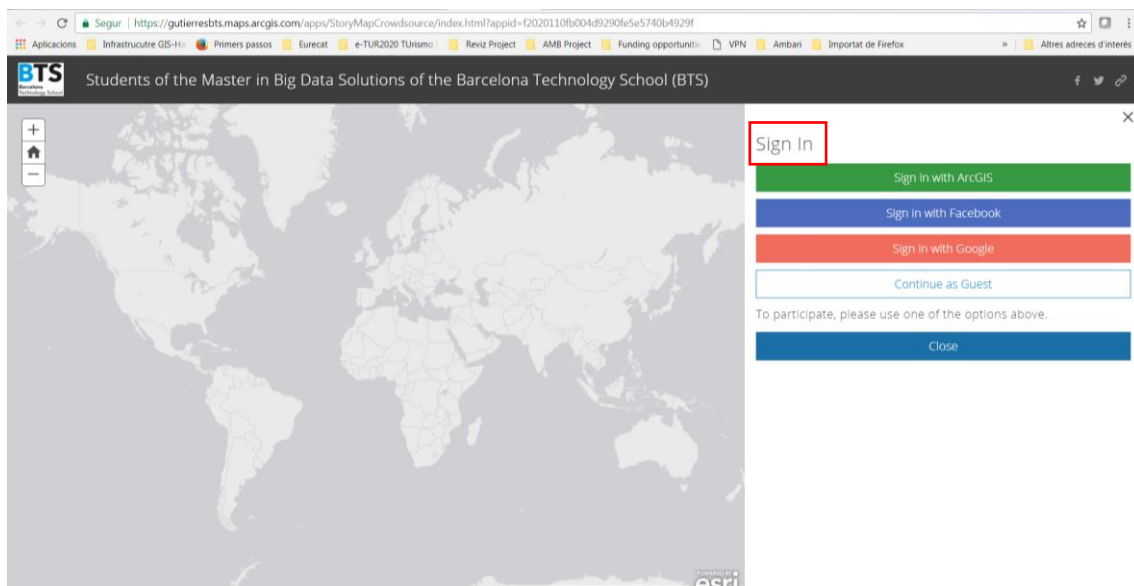 Segur | https://gutierresbts.maps.arcgis.com/apps/StoryMapCrowdsource/index.html?appid=f2020110fb004d9290fe5e5740b4929f
Aplicacions Infrastrucutre GIS-Ha Primers passos Eurecat e-TUR2020 TUrismo Reviz Project AMB Project Funding opportuniti VPN Ambari Importat de Firefox » Altres adreces d'interès
BTS Students of the Master in Big Data Solutions of the Barcelona Technology School (BTS)
Barcelona
Technology School
Sign In
Sign in with ArcGIS
Sign in with Facebook
Sign in with Google
Continue as Guest
To participate, please use one of the options above.
Close
POWERED BY
esri